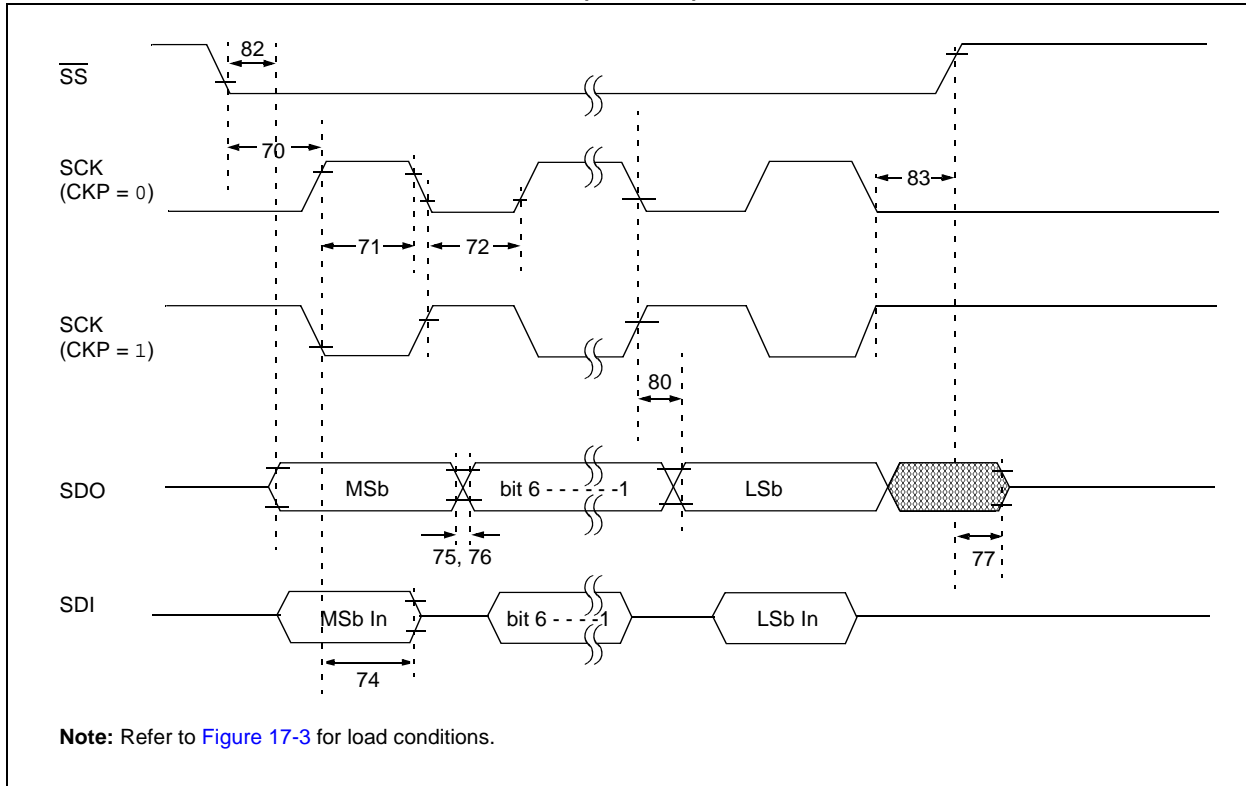 82
SS
70
SCK
(CKP = 0)
83
71
72
SCK
(CKP = 1)
80
SDO
MSb
bit 6 - - - - - -1
LSb
75, 76
77
SDI
MSb In
bit 6 - - - -1
LSb In
74
Note: Refer to Figure 17-3 for load conditions.